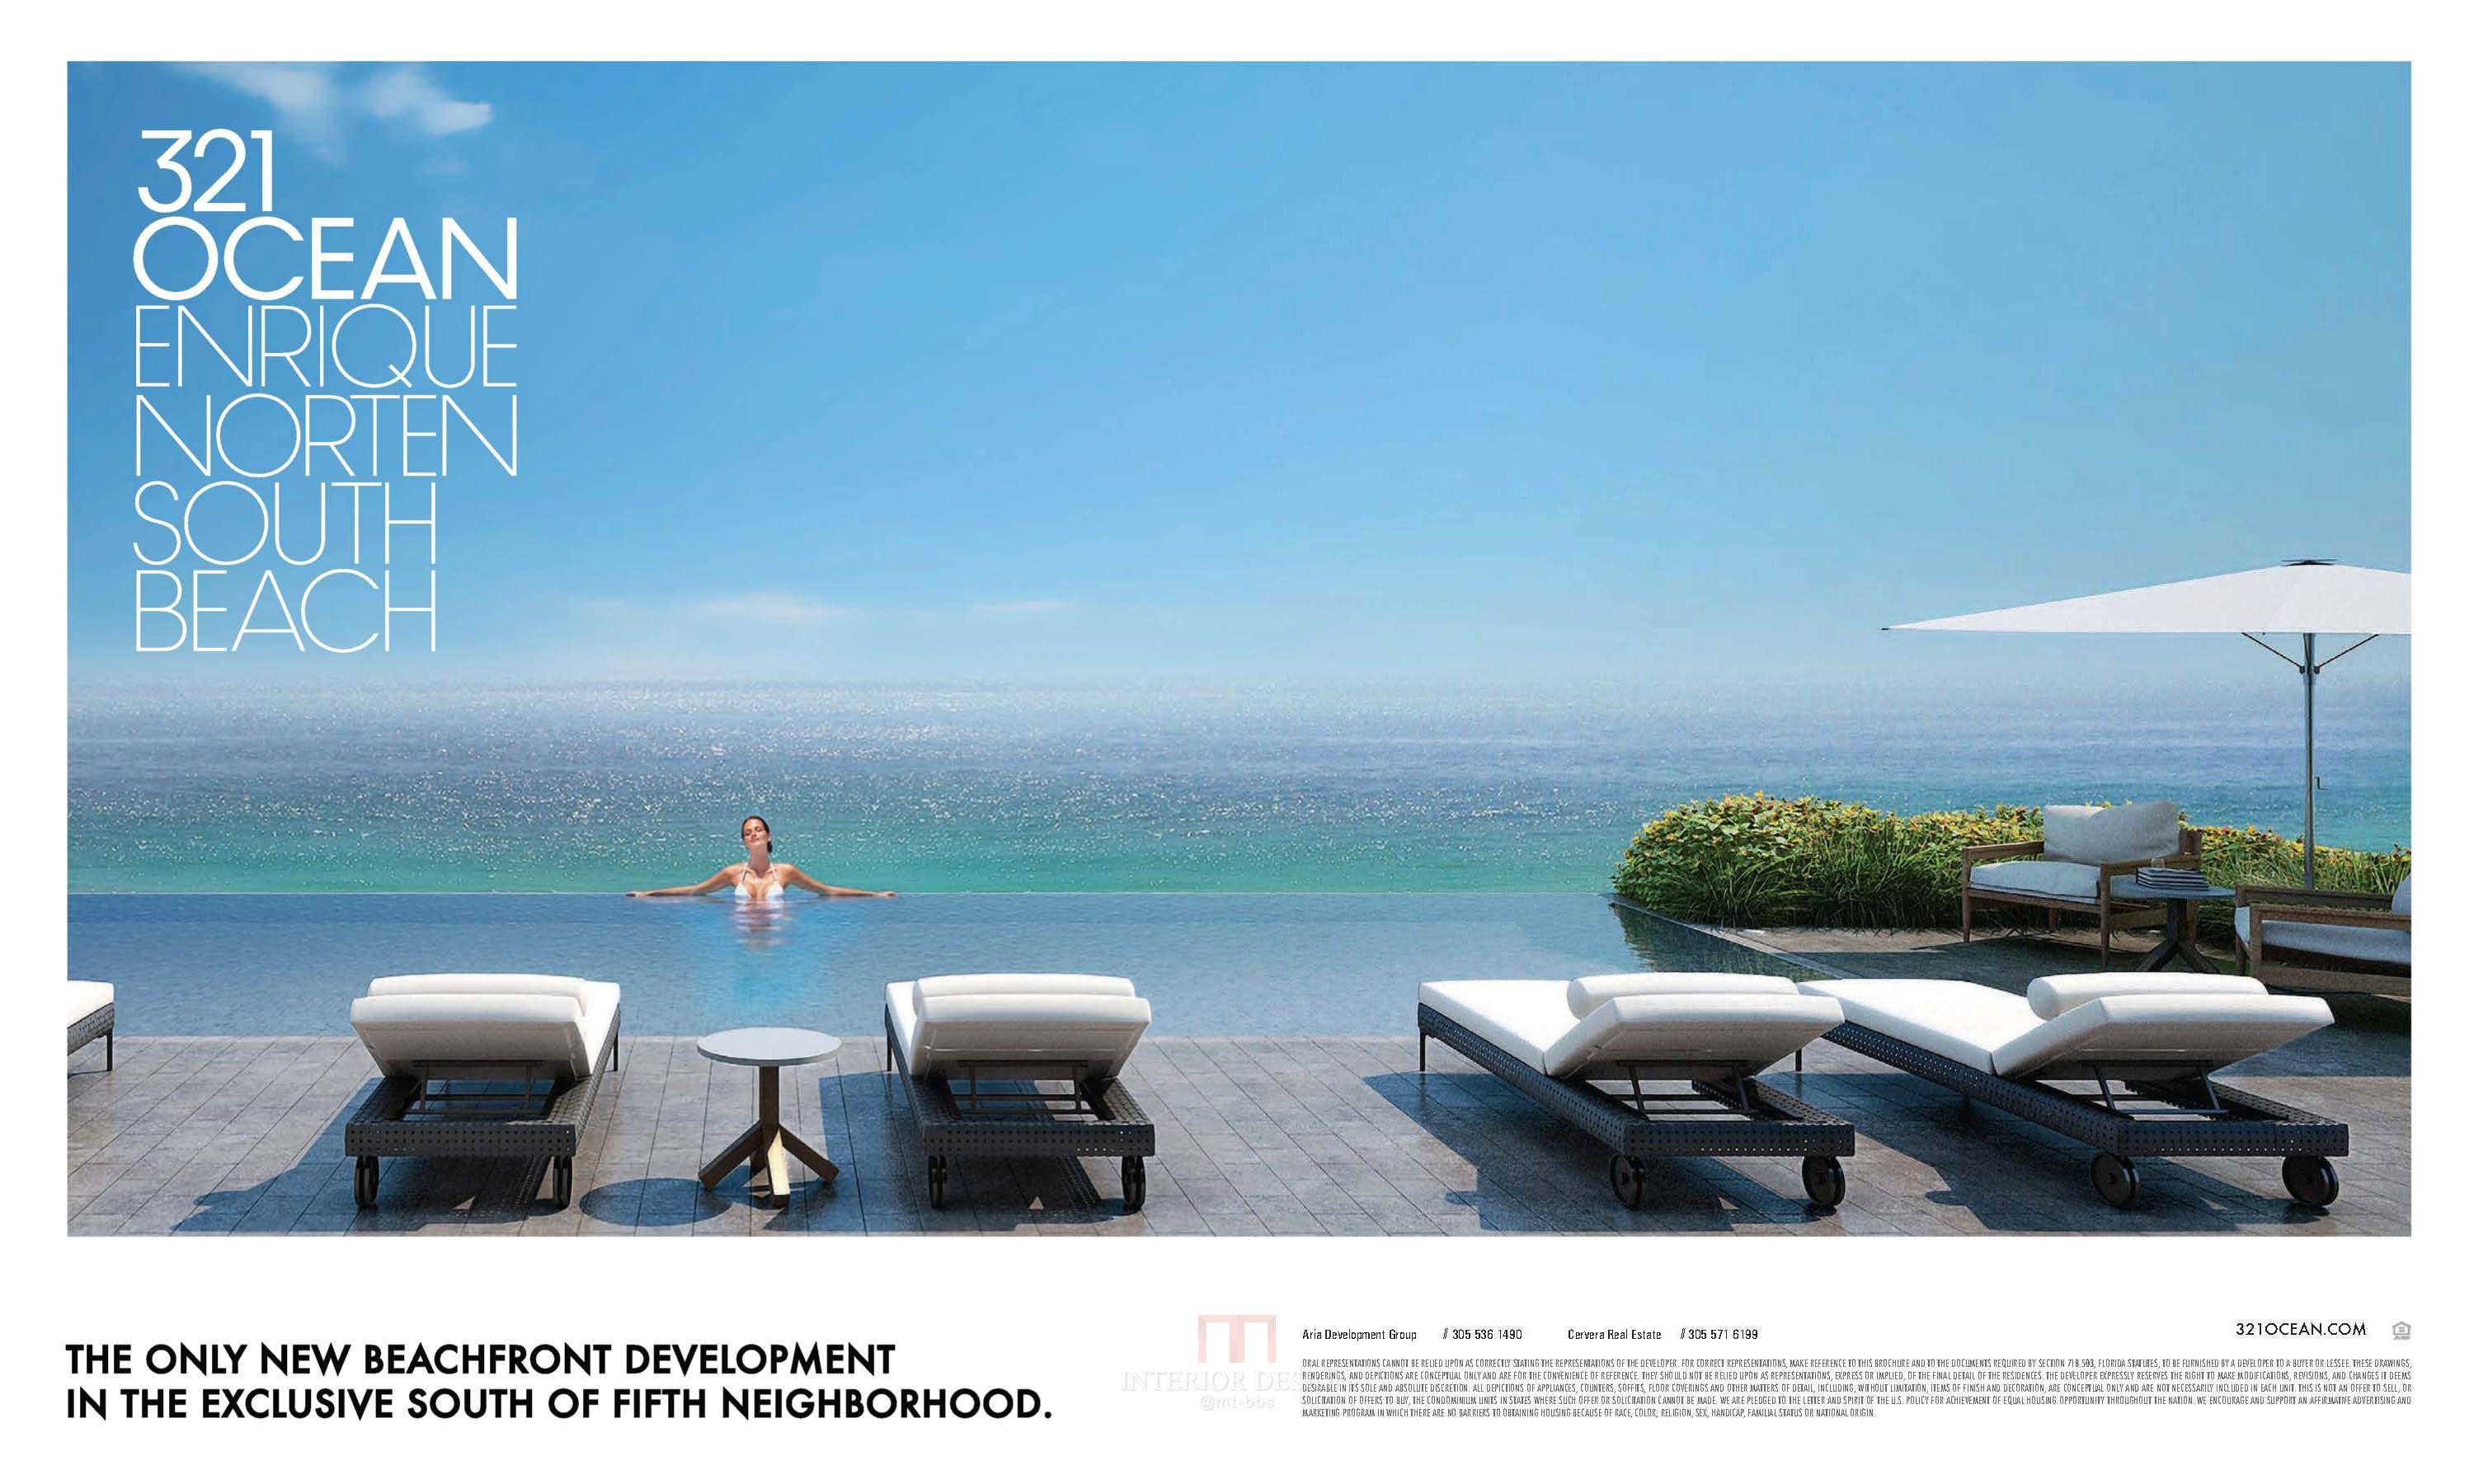 321
OCEAN
ENRIQUE
NORTEN
SOUTH
BEACH
THE ONLY NEW BEACHFRONT DEVELOPMENT
IN THE EXCLUSIVE SOUTH OF FIFTH NEIGHBORHOOD.
INTERIOR DES
@mt-bbs
Aria Development Group // 305 536 1490 Cervera Real Estate // 305 571 6199
321OCEAN.COM
ORAL REPRESENTATIONS CANNOT BE RELIED UPON AS CORRECTLY STATING THE REPRESENTATIONS OF THE DEVELOPER. FOR CORRECT REPRESENTATIONS, MAKE REFERENCE TO THIS BROCHURE AND TO THE DOCUMENTS REQUIRED BY SECTION 718.503, FLORIDA STATUTES, TO BE FURNISHED BY A DEVELOPER TO A BUYER OR LESSEE. THESE DRAWINGS,
RENDERINGS, AND DEPICTIONS ARE CONCEPTUAL ONLY AND ARE FOR THE CONVENIENCE OF REFERENCE. THEY SHOULD NOT BE RELIED UPON AS REPRESENTATIONS, EXPRESS OR IMPLIED, OF THE FINAL DETAIL OF THE RESIDENCES. THE DEVELOPER EXPRESSLY RESERVES THE RIGHT TO MAKE MODIFICATIONS, REVISIONS, AND CHANGES IT DEEMS
DESIRABLE IN ITS SOLE AND ABSOLUTE DISCRETION. ALL DEPICTIONS OF APPLIANCES, COUNTERS, SOFFITS, FLOOR COVERINGS AND OTHER MATTERS OF DETAIL, INCLUDING, WITHOUT LIMITATION, ITEMS OF FINISH AND DECORATION, ARE CONCEPTUAL ONLY AND ARE NOT NECESSARILY INCLUDED IN EACH UNIT. THIS IS NOT AN OFFER TO SELL, OR
SOLICITATION OF OFFERS TO BUY, THE CONDOMINIUM UNITS IN STATES WHERE SUCH OFFER OR SOLICITATION CANNOT BE MADE. WE ARE PLEDGED TO THE LETTER AND SPIRIT OF THE U.S. POLICY FOR ACHIEVEMENT OF EQUAL HOUSING OPPORTUNITY THROUGHOUT THE NATION. WE ENCOURAGE AND SUPPORT AN AFFIRMATIVE ADVERTISING AND
MARKETING PROGRAM IN WHICH THERE ARE NO BARRIERS TO OBTAINING HOUSING BECAUSE OF RACE, COLOR, RELIGION, SEX, HANDICAP, FAMILIAL STATUS OR NATIONAL ORIGIN.